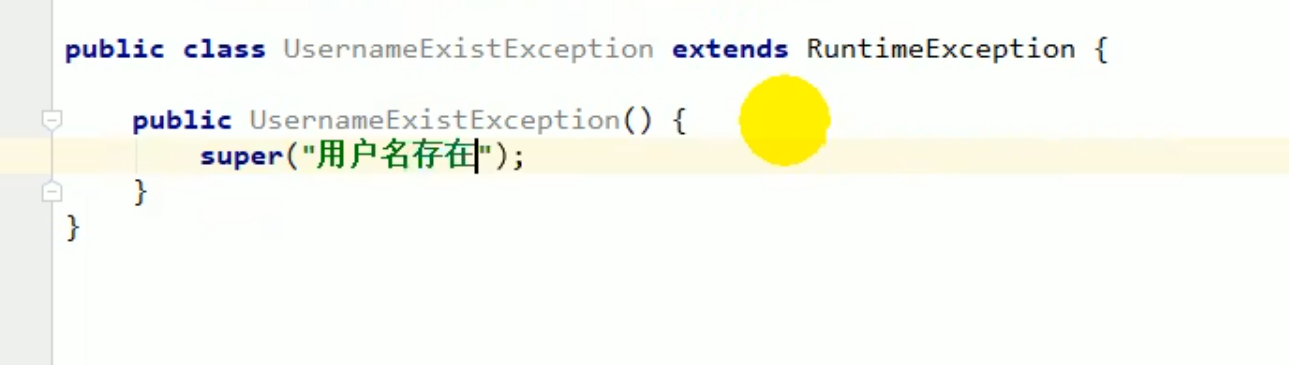 public class UsernameExistException extends RuntimeException {
public UsernameExistException() {
super("用户名存在");
}
}